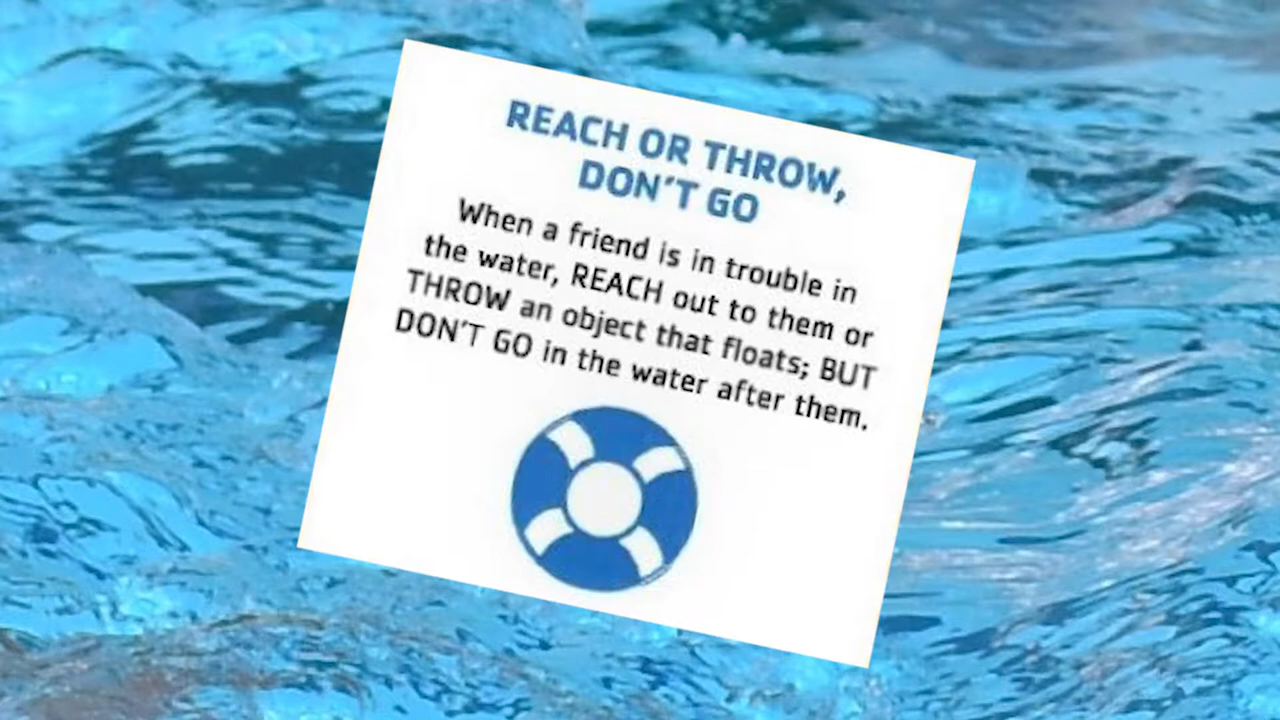 REACH OR THROW,
DON'T GO
When a friend is in trouble in
the water, REACH out to them or
THROW an object that floats; BUT
DON'T GO in the water after them.